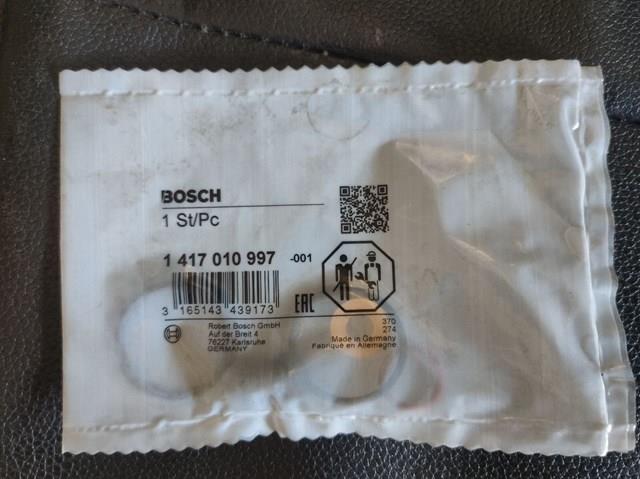 BOSCH
1 St/Pc
1 417 010 997 -001
3 165143 439173
EAC
Robert Bosch GmbH
Auf der Breit 4
76227 Karlsruhe
GERMANY
370
274
Made in Germany
Fabriqué en Allemagne